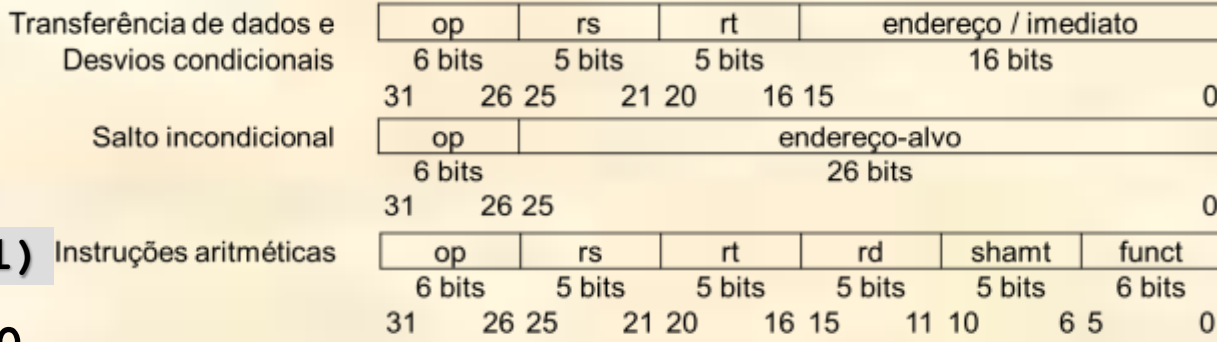 Transferência de dados e op rs rt endereço / imediato
Desvios condicionais 6 bits 5 bits 5 bits 16 bits
31 26 25 21 20 16 15 0
Salto incondicional op endereço-alvo
6 bits 26 bits
31 26 25 0
1) Instruções aritméticas op rs rt rd shamt funct
6 bits 5 bits 5 bits 5 bits 5 bits 6 bits
31 26 25 21 20 16 15 11 10 6 5 0